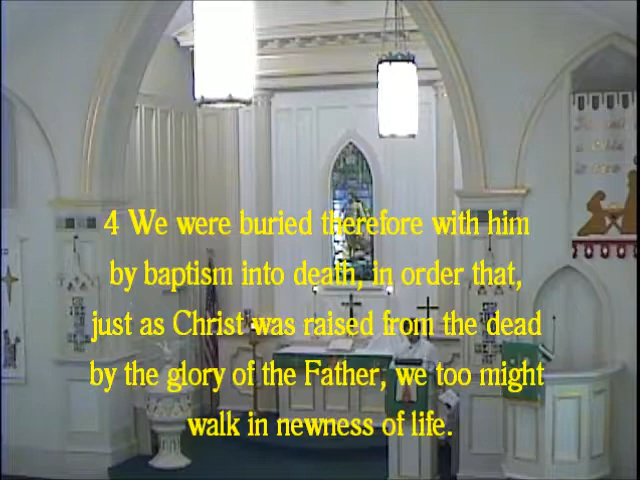 4 We were buried therefore with him
by baptism into death, in order that,
just as Christ was raised from the dead
by the glory of the Father, we too might
walk in newness of life.